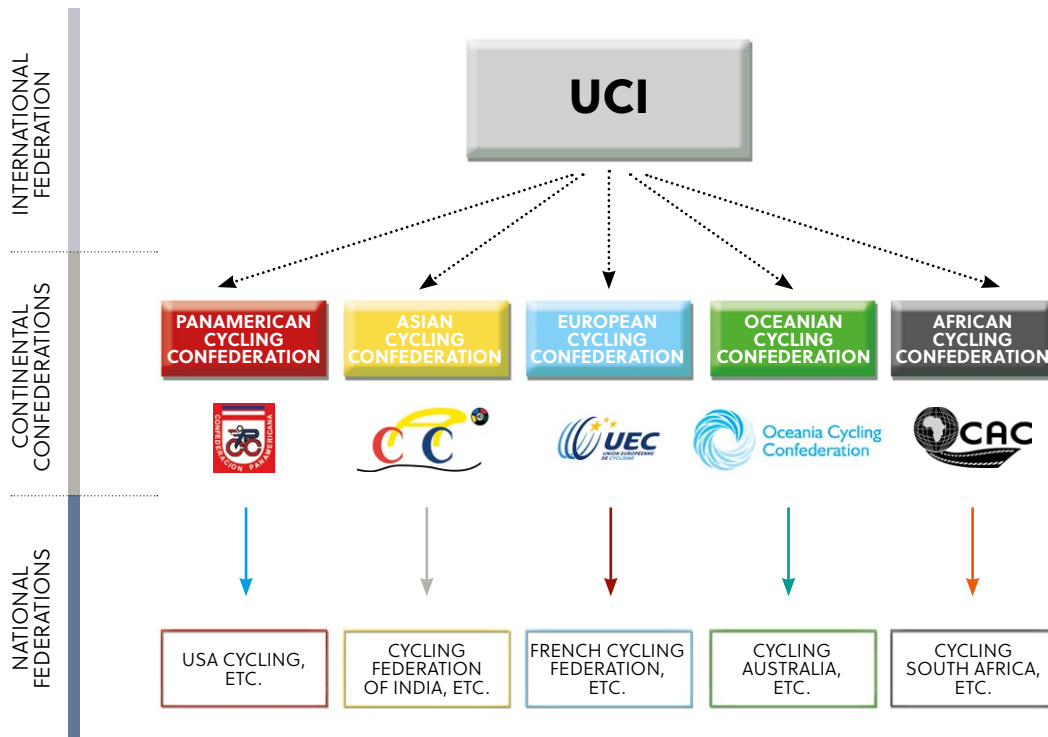 INTERNATIONAL
FEDERATION
UCI
CONTINENTAL
CONFEDERATIONS
PANAMERICAN
CYCLING
CONFEDERATION
ASIAN
CYCLING
CONFEDERATION
EUROPEAN
CYCLING
CONFEDERATION
OCEANIAN
CYCLING
CONFEDERATION
AFRICAN
CYCLING
CONFEDERATION
CONFEDERACION PANAMERICANA
CC
UEC
UNION EUROPÉENNE
DE CYCLISME
Oceania Cycling
Confederation
CAC
NATIONAL
FEDERATIONS
USA CYCLING,
ETC.
CYCLING
FEDERATION
OF INDIA, ETC.
FRENCH CYCLING
FEDERATION,
ETC.
CYCLING
AUSTRALIA,
ETC.
CYCLING
SOUTH AFRICA,
ETC.